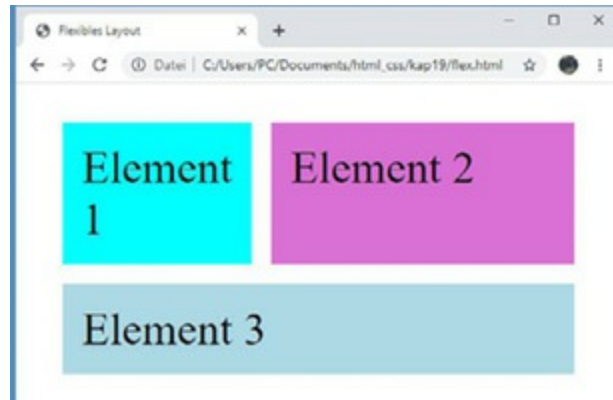 Flexibles Layout
Datei | C:/Users/PC/Documents/html_css/kap19/flex.html
Element
1
Element 2
Element 3